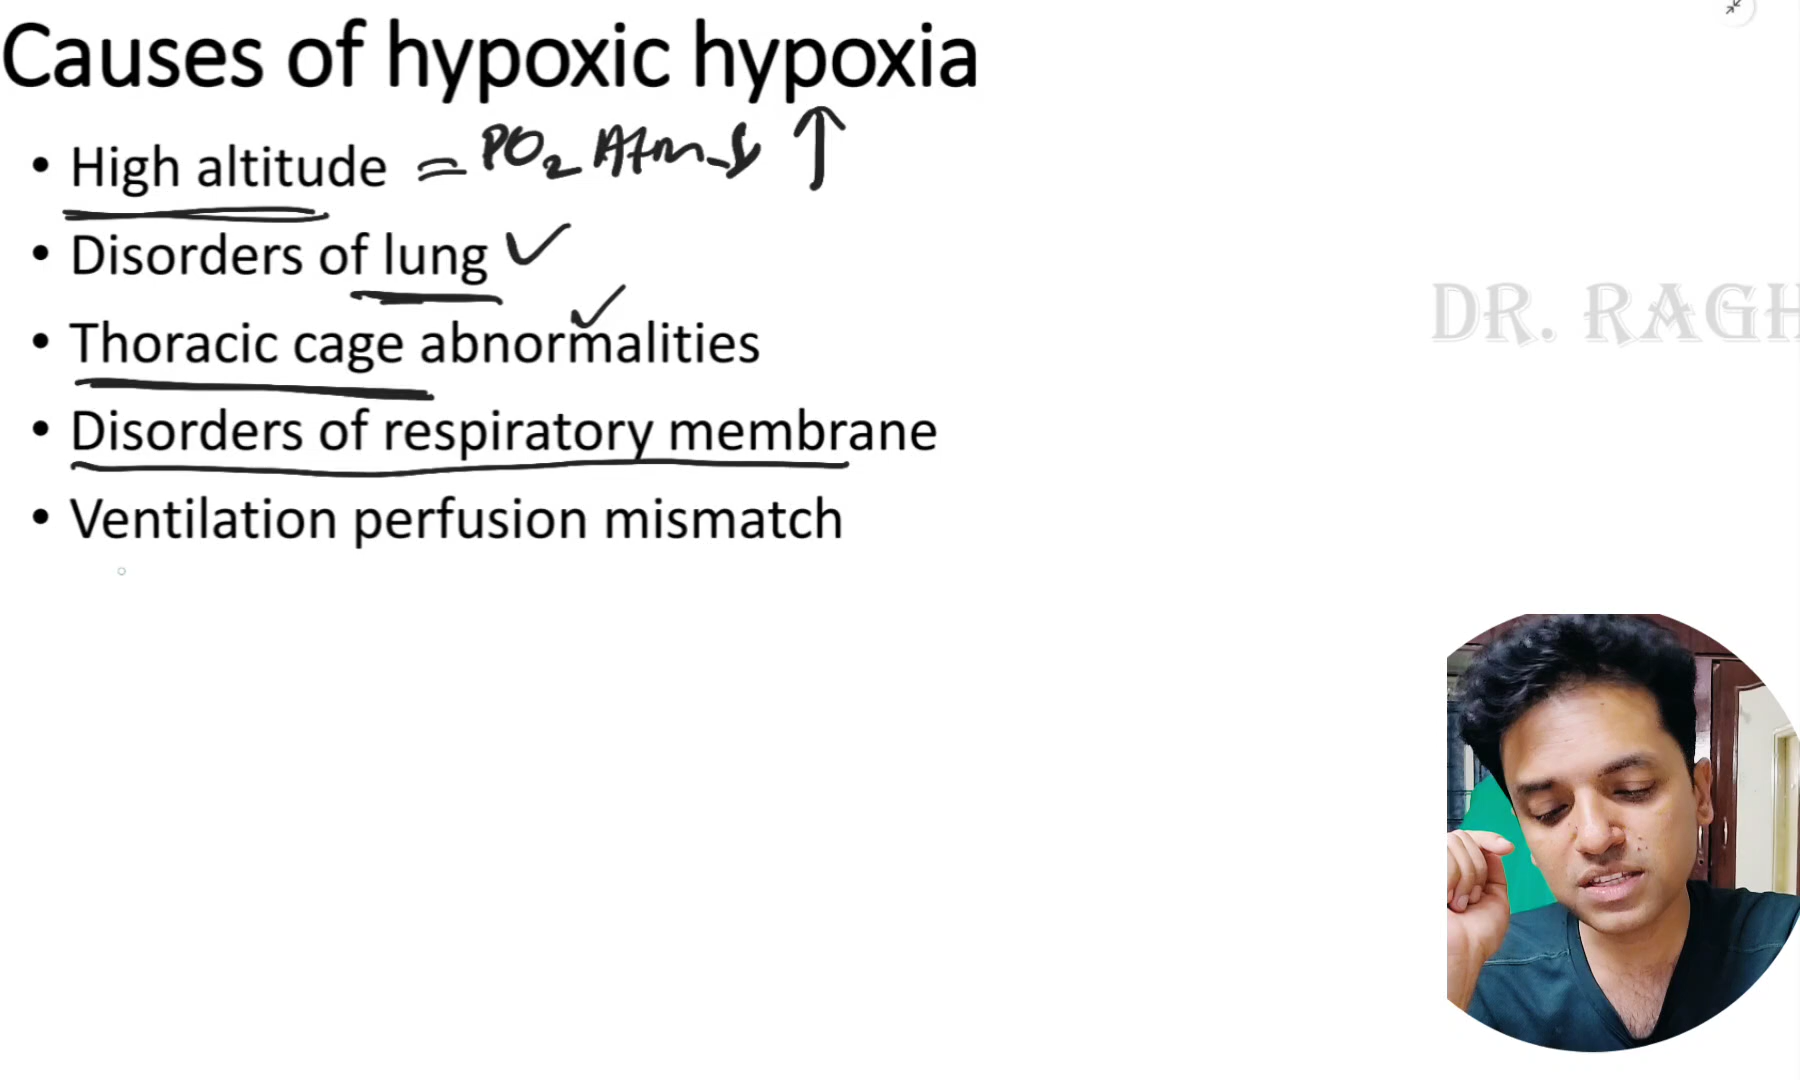 Causes of hypoxic hypoxia
• High altitude = PO₂ Atm ↑
• Disorders of lung ✓
• Thoracic cage abnormalities ✓
• Disorders of respiratory membrane
• Ventilation perfusion mismatch
DR. RAGH